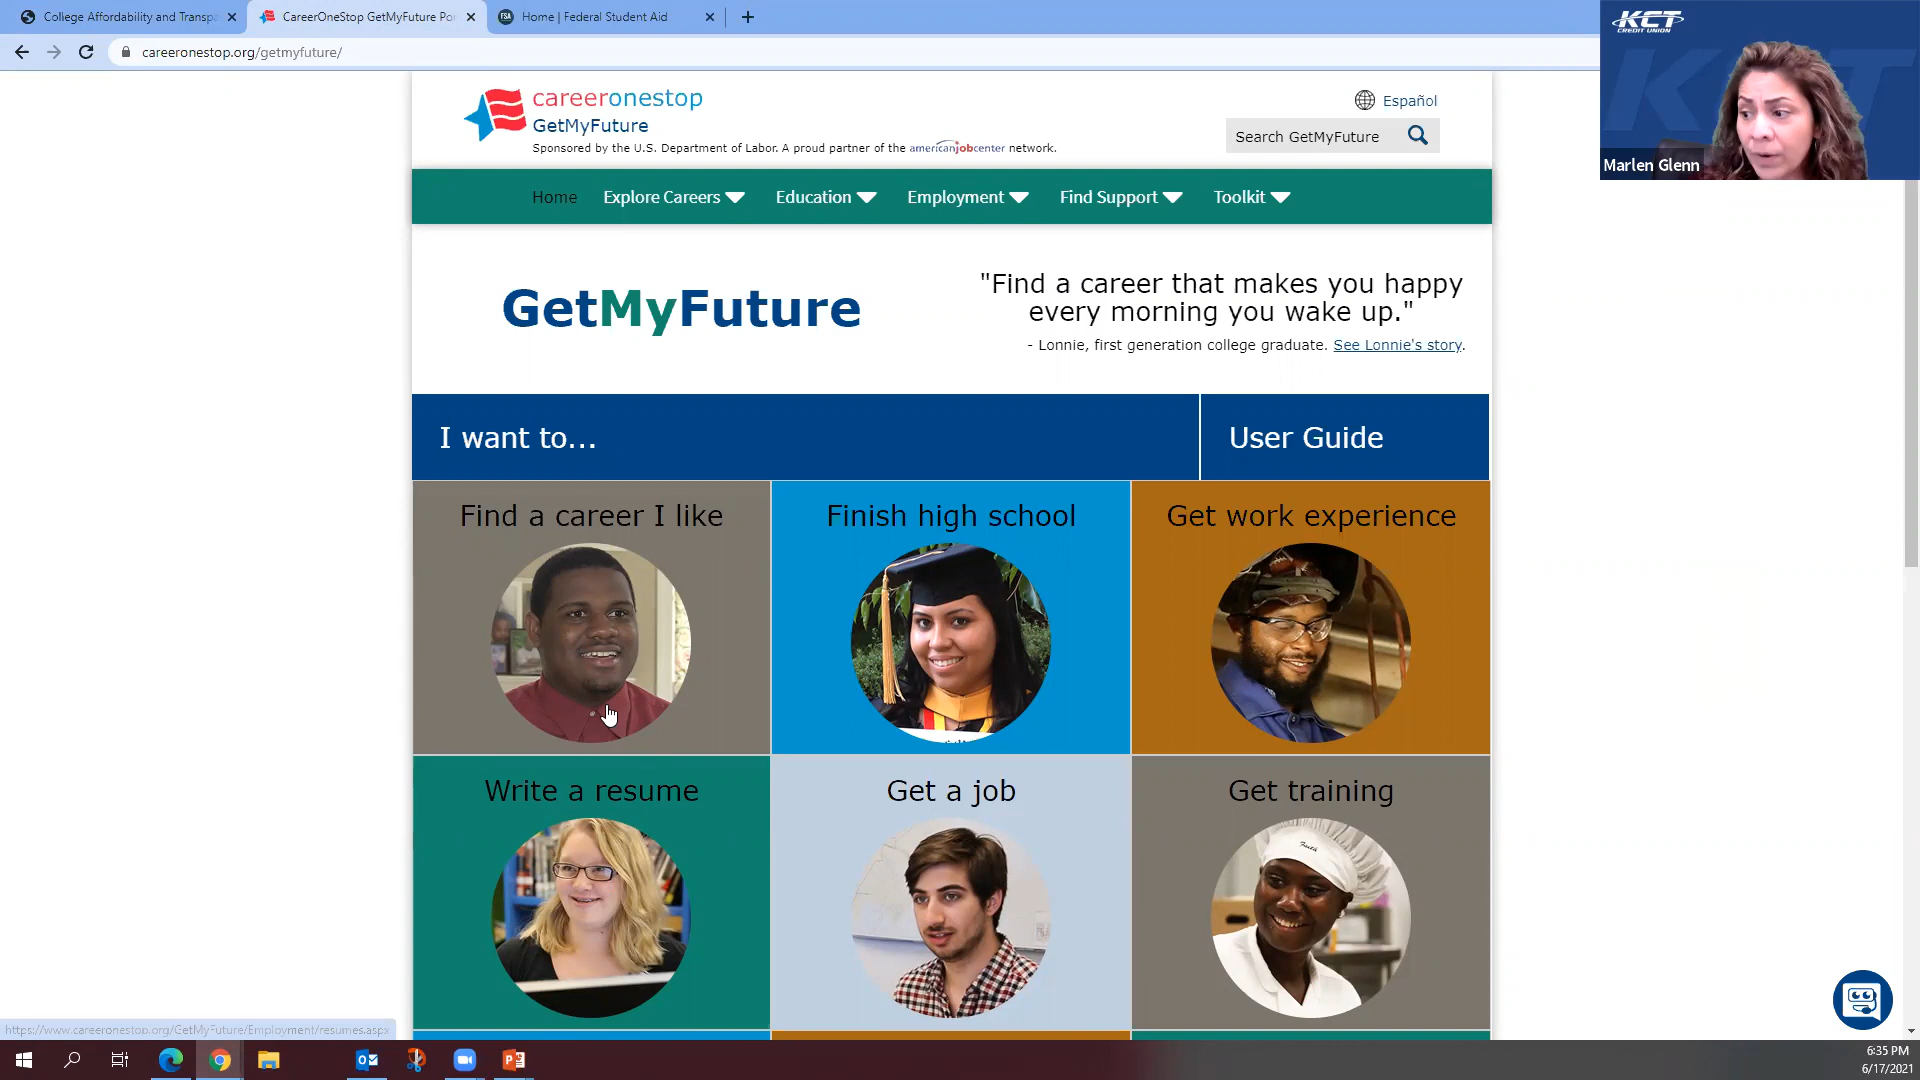 College Affordability and Transpa
CareerOneStop GetMyFuture Por
Home | Federal Student Aid
careeronestop.org/getmyfuture/
KCT
CREDIT UNION
Marlen Glenn
careeronestop
GetMyFuture
Sponsored by the U.S. Department of Labor. A proud partner of the americanjobcenter network.
Español
Search GetMyFuture
Home
Explore Careers
Education
Employment
Find Support
Toolkit
GetMyFuture
"Find a career that makes you happy
every morning you wake up."
- Lonnie, first generation college graduate. See Lonnie's story.
I want to...
User Guide
Find a career I like
Finish high school
Get work experience
Write a resume
Get a job
Get training
Faith
https://www.careeronestop.org/GetMyFuture/Employment/resumes.aspx
6:35 PM
6/17/2021